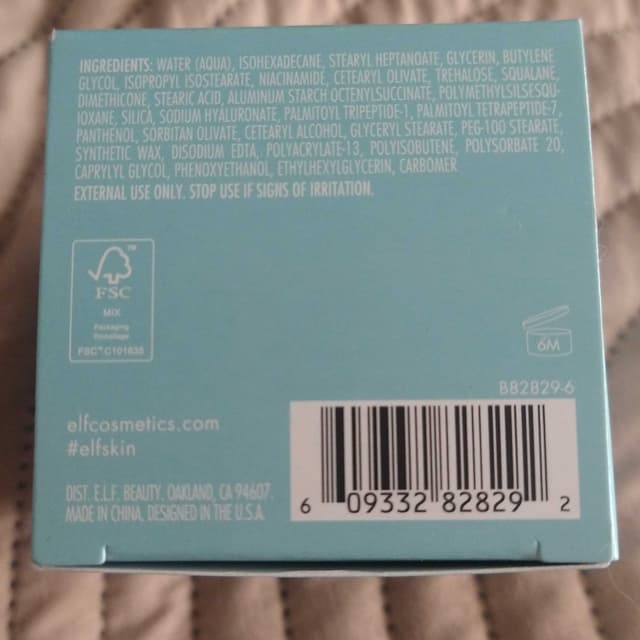 INGREDIENTS: WATER (AQUA), ISOHEXADECANE, STEARYL HEPTANOATE, GLYCERIN, BUTYLENE
GLYCOL, ISOPROPYL ISOSTEARATE, NIACINAMIDE, CETEARYL OLIVATE, TREHALOSE, SQUALANE,
DIMETHICONE, STEARIC ACID, ALUMINUM STARCH OCTENYLSUCCINATE, POLYMETHYLSILSESQU-
IOXANE, SILICA, SODIUM HYALURONATE, PALMITOYL TRIPEPTIDE-1, PALMITOYL TETRAPEPTIDE-7,
PANTHENOL, SORBITAN OLIVATE, CETEARYL ALCOHOL, GLYCERYL STEARATE, PEG-100 STEARATE,
SYNTHETIC WAX, DISODIUM EDTA, POLYACRYLATE-13, POLYISOBUTENE, POLYSORBATE 20,
CAPRYLYL GLYCOL, PHENOXYETHANOL, ETHYLHEXYLGLYCERIN, CARBOMER
EXTERNAL USE ONLY. STOP USE IF SIGNS OF IRRITATION.
TM
FSC
MIX
Packaging
FSC™ C101635
6M
B82829-6
elfcosmetics.com
#elfskin
DIST. E.L.F. BEAUTY. OAKLAND, CA 94607.
MADE IN CHINA. DESIGNED IN THE U.S.A.
6 09332 82829 2